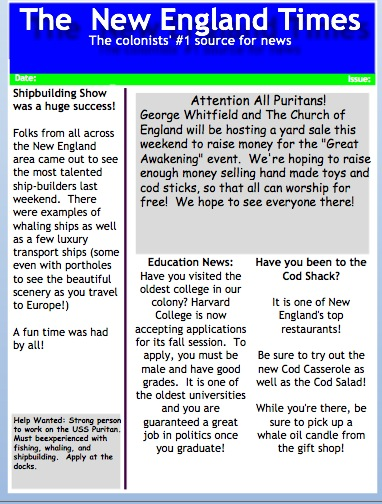 The New England Times
The colonists' #1 source for news
Date:
Issue:
Shipbuilding Show
was a huge success!
Folks from all across
the New England
area came out to see
the most talented
ship-builders last
weekend. There
were examples of
whaling ships as well
as a few luxury
transport ships (some
even with portholes
to see the beautiful
scenery as you travel
to Europe!)
A fun time was had
by all!
Help Wanted: Strong person
to work on the USS Puritan.
Must beexperienced with
fishing, whaling, and
shipbuilding. Apply at the
docks.
Attention All Puritans!
George Whitfield and The Church of
England will be hosting a yard sale this
weekend to raise money for the "Great
Awakening" event. We're hoping to raise
enough money selling hand made toys and
cod sticks, so that all can worship for
free! We hope to see everyone there!
Education News:
Have you visited the
oldest college in our
colony? Harvard
College is now
accepting applications
for its fall session. To
apply, you must be
male and have good
grades. It is one of
the oldest universities
and you are
guaranteed a great
job in politics once
you graduate!
Have you been to the
Cod Shack?
It is one of New
England's top
restaurants!
Be sure to try out the
new Cod Casserole as
well as the Cod Salad!
While you're there, be
sure to pick up a
whale oil candle from
the gift shop!